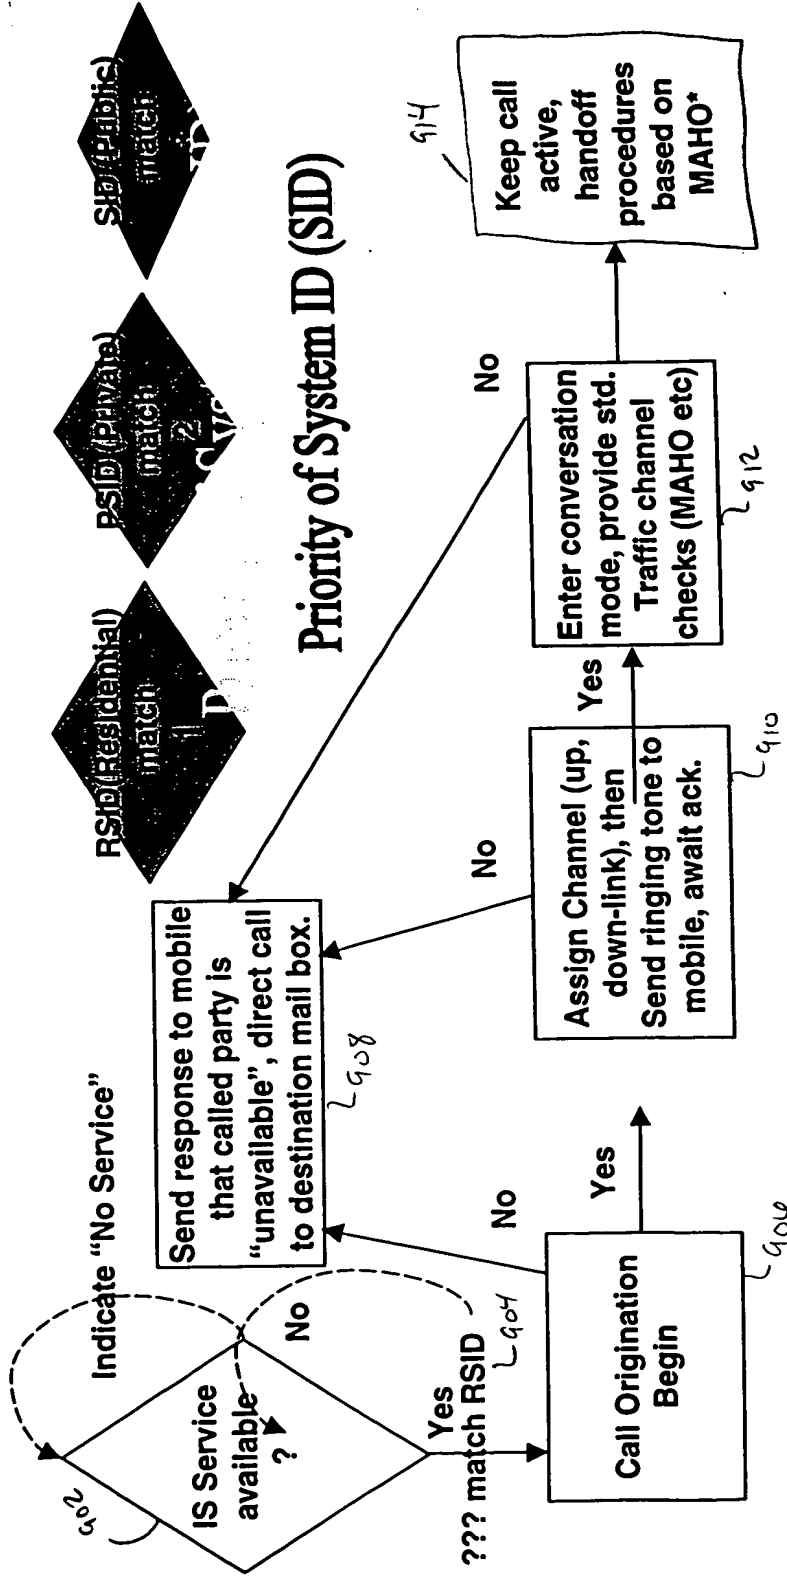 Indicate “No Service”
902
IS Service
available
?
No
Yes
??? match RSID
904
Call Origination
Begin
906
No
Yes
Send response to mobile
that called party is
“unavailable”, direct call
to destination mail box.
908
RSID (Residential)
match
1
PSID (Private)
match
2
SID (Public)
match
Priority of System ID (SID)
Assign Channel (up,
down-link), then
Send ringing tone to
mobile, await ack.
910
No
Yes
Enter conversation
mode, provide std.
Traffic channel
checks (MAHO etc)
912
No
Keep call
active,
handoff
procedures
based on
MAHO*
914